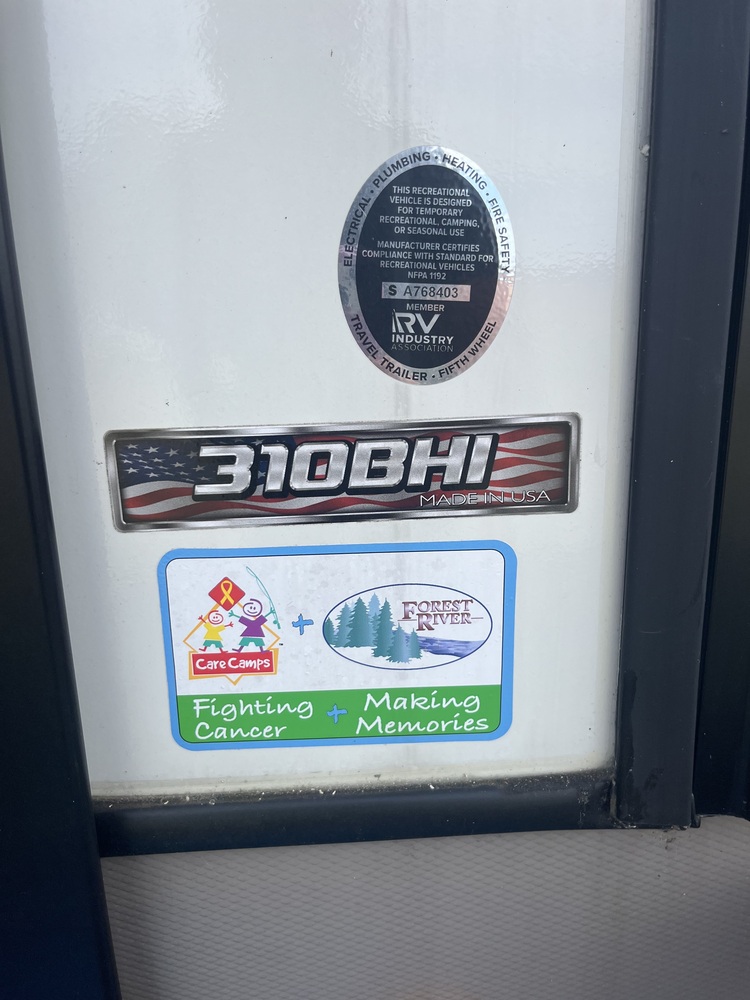 ELECTRICAL • PLUMBING • HEATING • FIRE SAFETY
THIS RECREATIONAL
VEHICLE IS DESIGNED
FOR TEMPORARY
RECREATIONAL, CAMPING,
OR SEASONAL USE
MANUFACTURER CERTIFIES
COMPLIANCE WITH STANDARD FOR
RECREATIONAL VEHICLES
NFPA 1192
S A768403
MEMBER
RV
INDUSTRY
ASSOCIATION
TRAVEL TRAILER • FIFTH WHEEL
310BHI
MADE IN USA
Care Camps
+
FOREST
RIVER
Fighting + Making
Cancer Memories